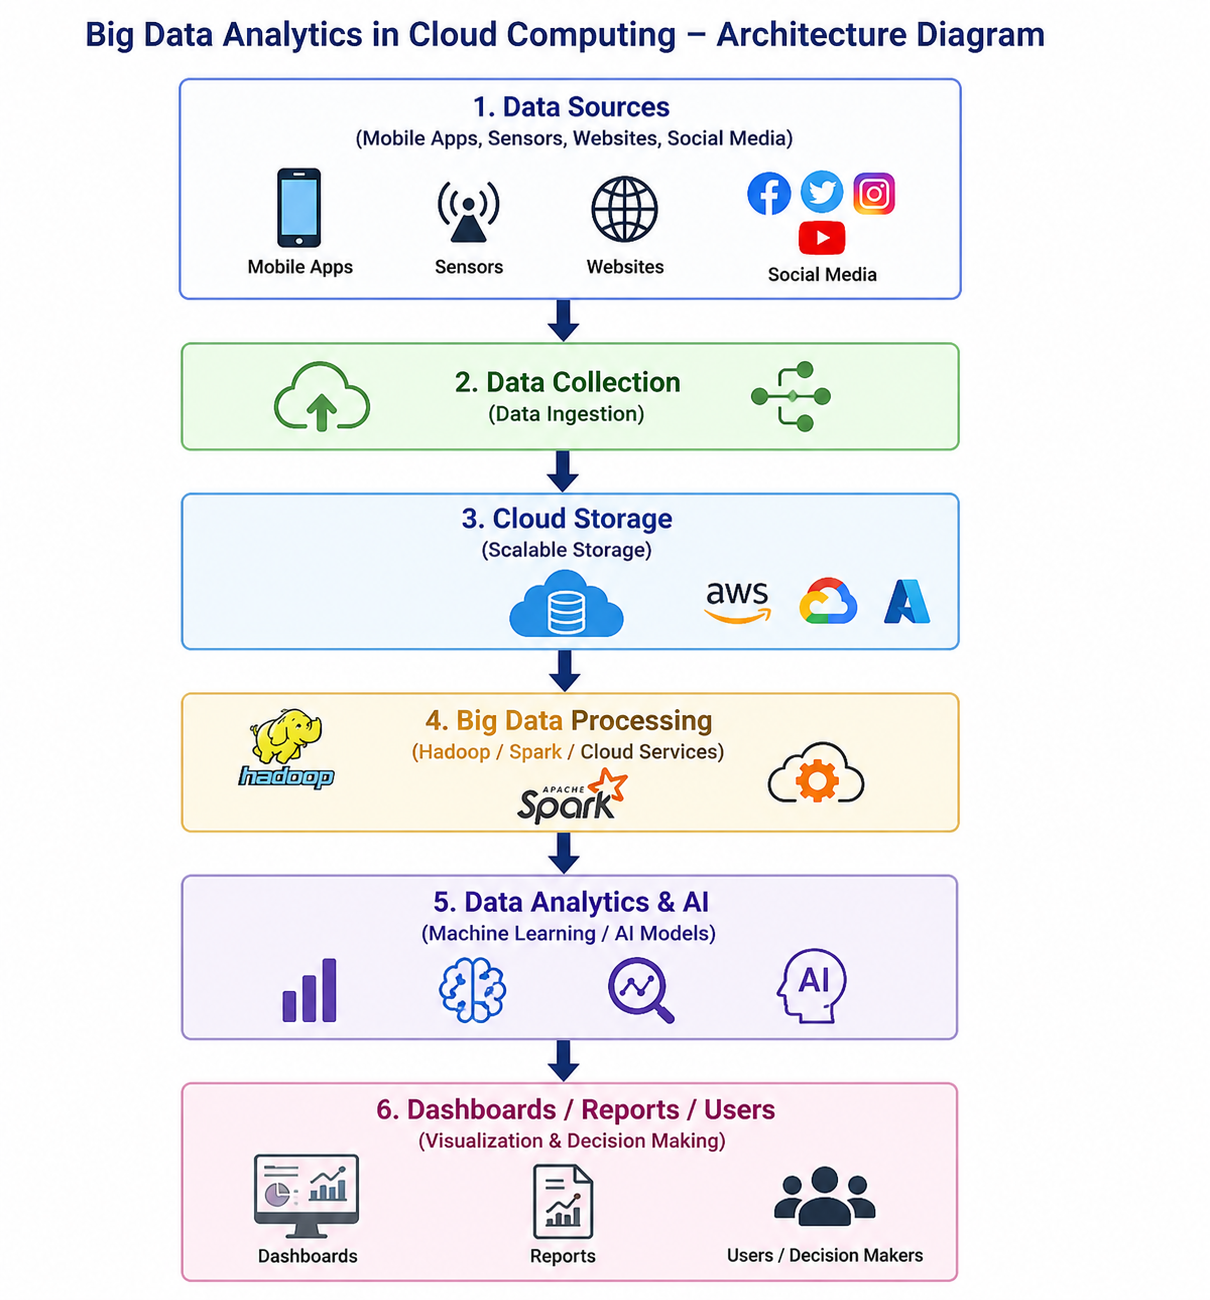 Big Data Analytics in Cloud Computing – Architecture Diagram
1. Data Sources
(Mobile Apps, Sensors, Websites, Social Media)
Mobile Apps
Sensors
Websites
Social Media
2. Data Collection
(Data Ingestion)
3. Cloud Storage
(Scalable Storage)
aws
4. Big Data Processing
(Hadoop / Spark / Cloud Services)
hadoop
APACHE
Spark
5. Data Analytics & AI
(Machine Learning / AI Models)
AI
6. Dashboards / Reports / Users
(Visualization & Decision Making)
Dashboards
Reports
Users / Decision Makers